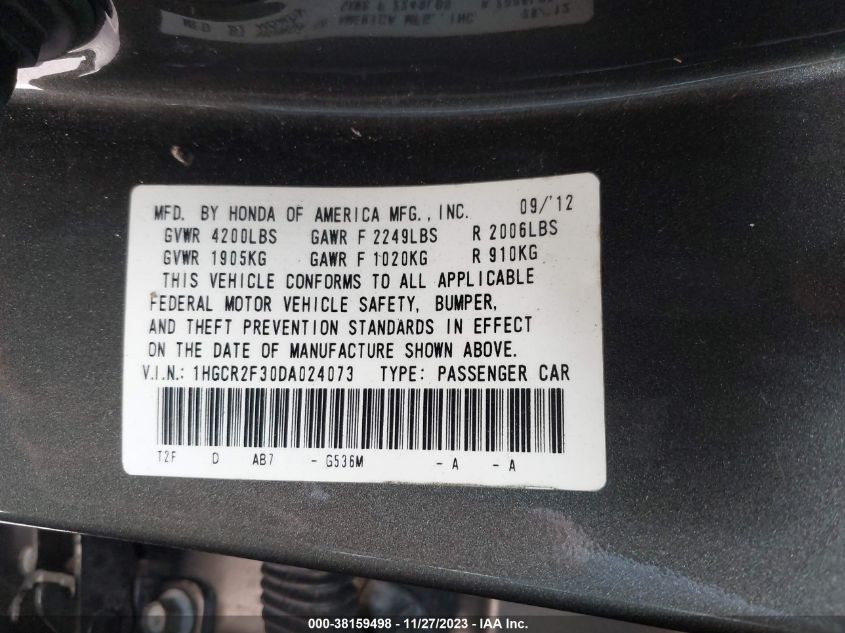 MFD. BY HONDA OF AMERICA MFG., INC. 09/'12
GVWR 4200LBS GAWR F 2249LBS R 2006LBS
GVWR 1905KG GAWR F 1020KG R 910KG
THIS VEHICLE CONFORMS TO ALL APPLICABLE
FEDERAL MOTOR VEHICLE SAFETY, BUMPER,
AND THEFT PREVENTION STANDARDS IN EFFECT
ON THE DATE OF MANUFACTURE SHOWN ABOVE.
V.I.N.: 1HGCR2F30DA024073 TYPE: PASSENGER CAR
T2F D AB7 - G536M - A - A
000-38159498 - 11/27/2023 - IAA Inc.